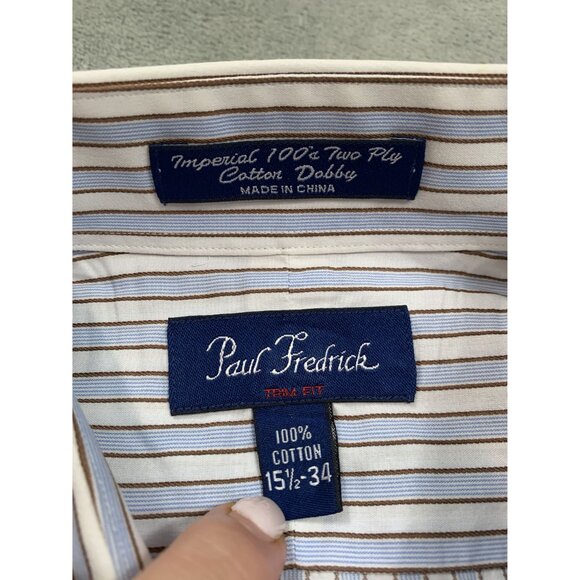 Imperial 100's Two Ply
Cotton Dobby
MADE IN CHINA
Paul Fredrick
TRIM FIT
100%
COTTON
15½-34